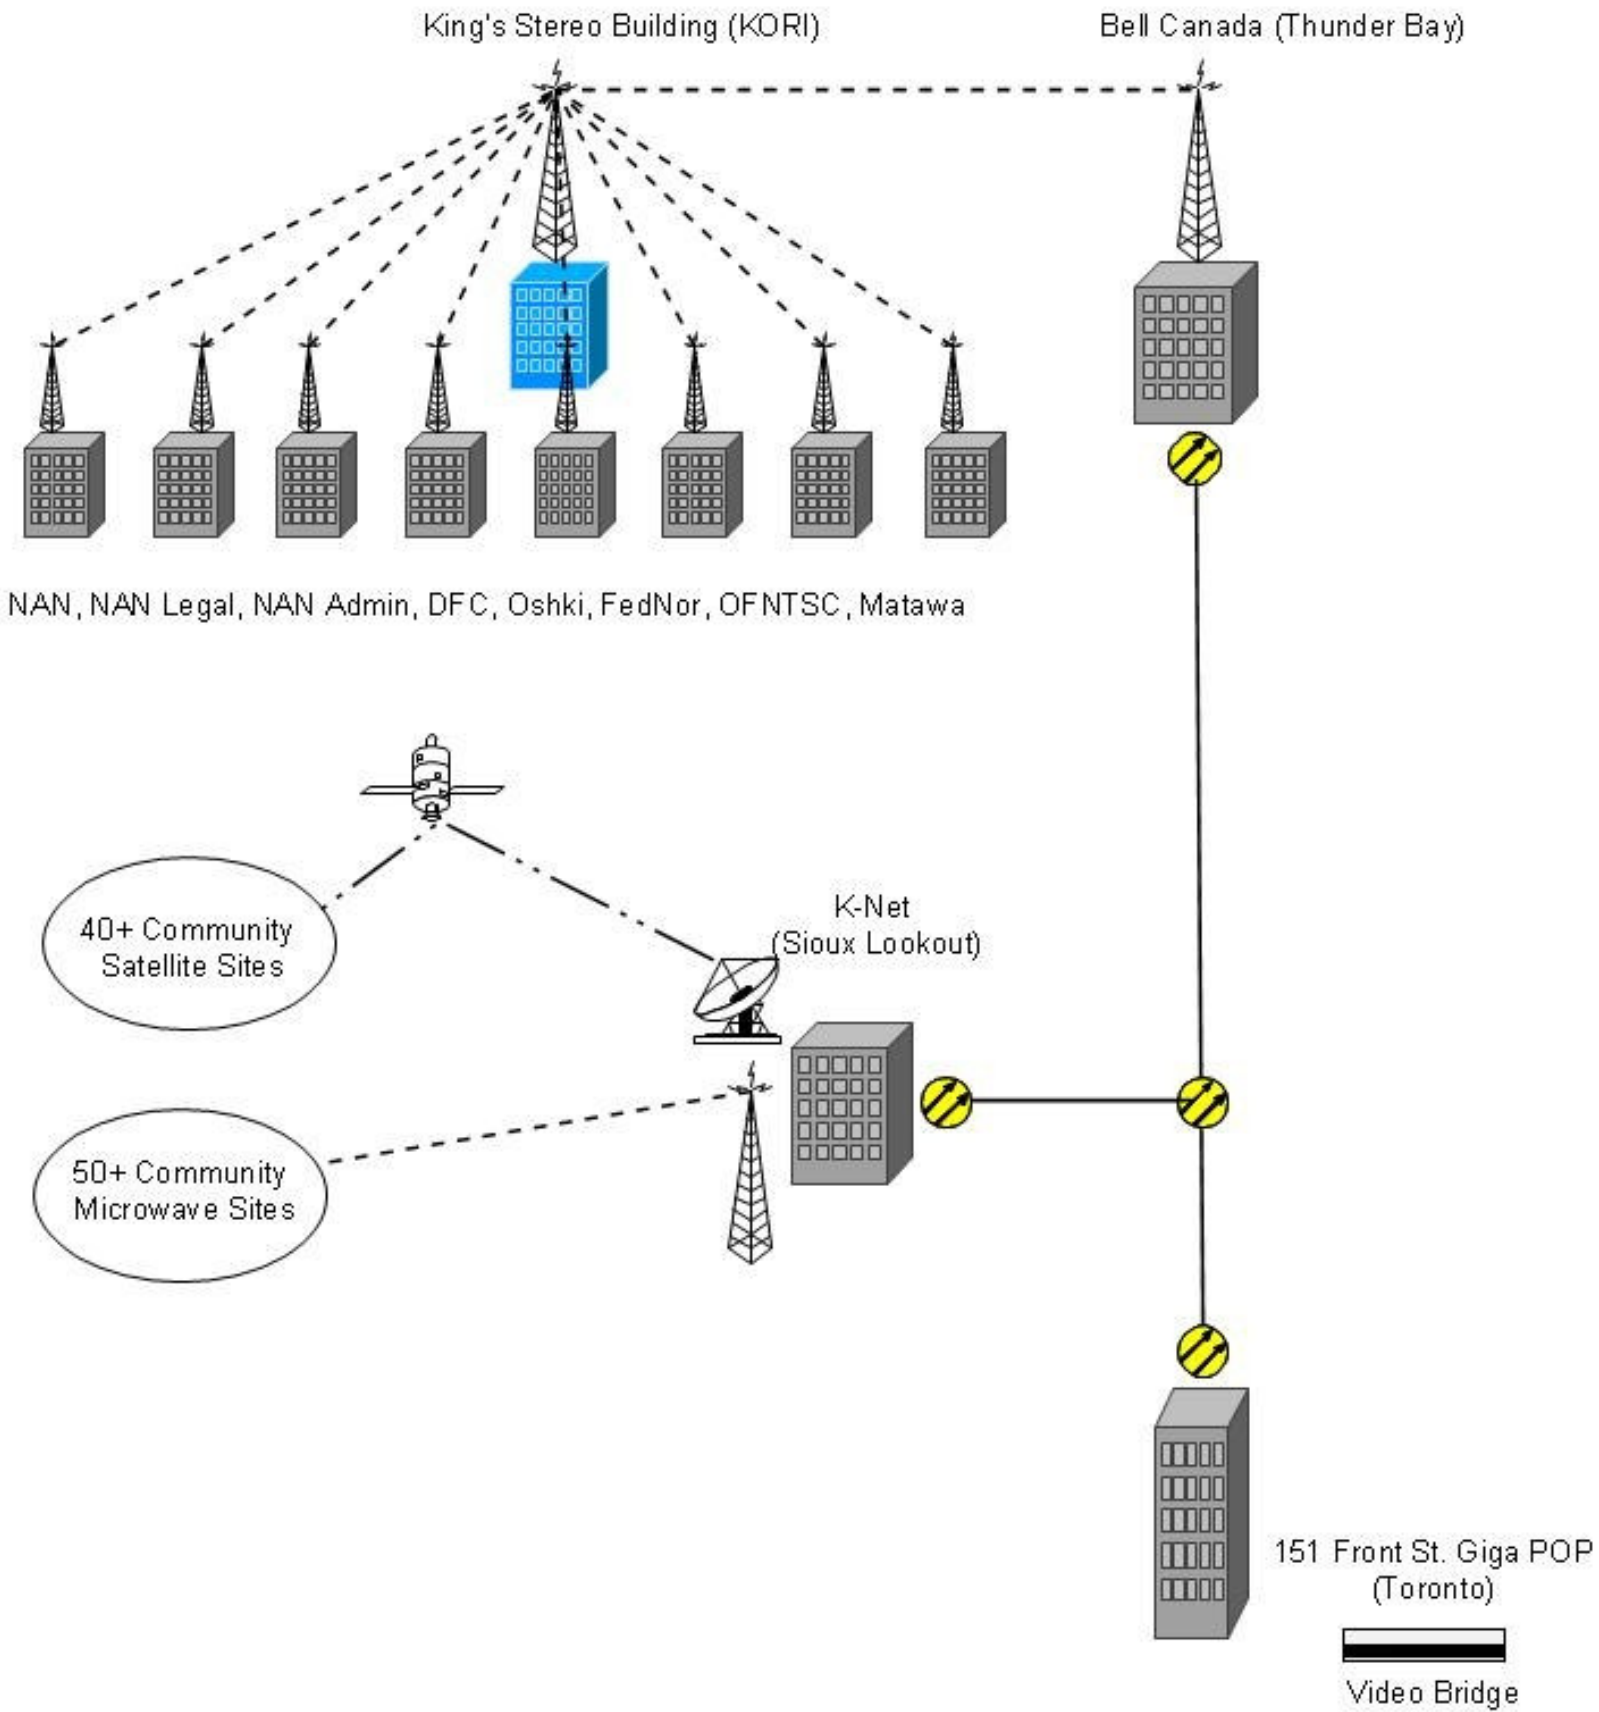 King's Stereo Building (KORI)
Bell Canada (Thunder Bay)
NAN, NAN Legal, NAN Admin, DFC, Oshki, FedNor, OFNTSC, Matawa
40+ Community
Satellite Sites
K-Net
(Sioux Lookout)
50+ Community
Microwave Sites
151 Front St. Giga POP
(Toronto)
Video Bridge